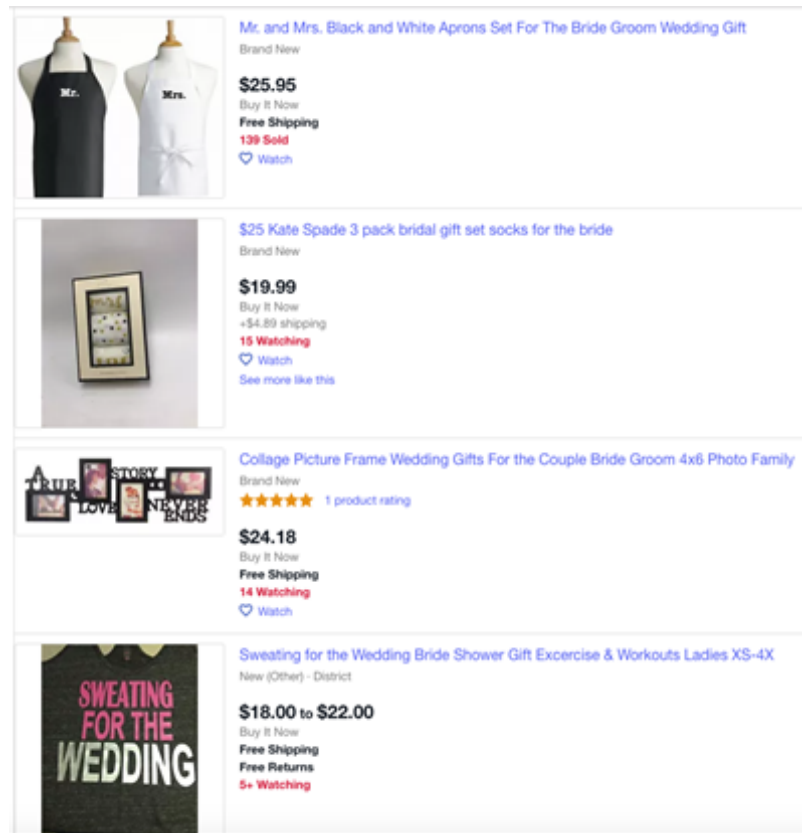 Mr. and Mrs. Black and White Aprons Set For The Bride Groom Wedding Gift
Brand New
Mr.
Mrs.
$25.95
Buy It Now
Free Shipping
139 Sold
Watch
$25 Kate Spade 3 pack bridal gift set socks for the bride
Brand New
$19.99
Buy It Now
+$4.89 shipping
15 Watching
Watch
See more like this
Collage Picture Frame Wedding Gifts For the Couple Bride Groom 4x6 Photo Family
Brand New
1 product rating
A
STORY
TRUE
LOVE
NEVER
ENDS
$24.18
Buy It Now
Free Shipping
14 Watching
Watch
Sweating for the Wedding Bride Shower Gift Excercise & Workouts Ladies XS-4X
New (Other) · District
SWEATING
FOR THE
WEDDING
$18.00 to $22.00
Buy It Now
Free Shipping
Free Returns
5+ Watching